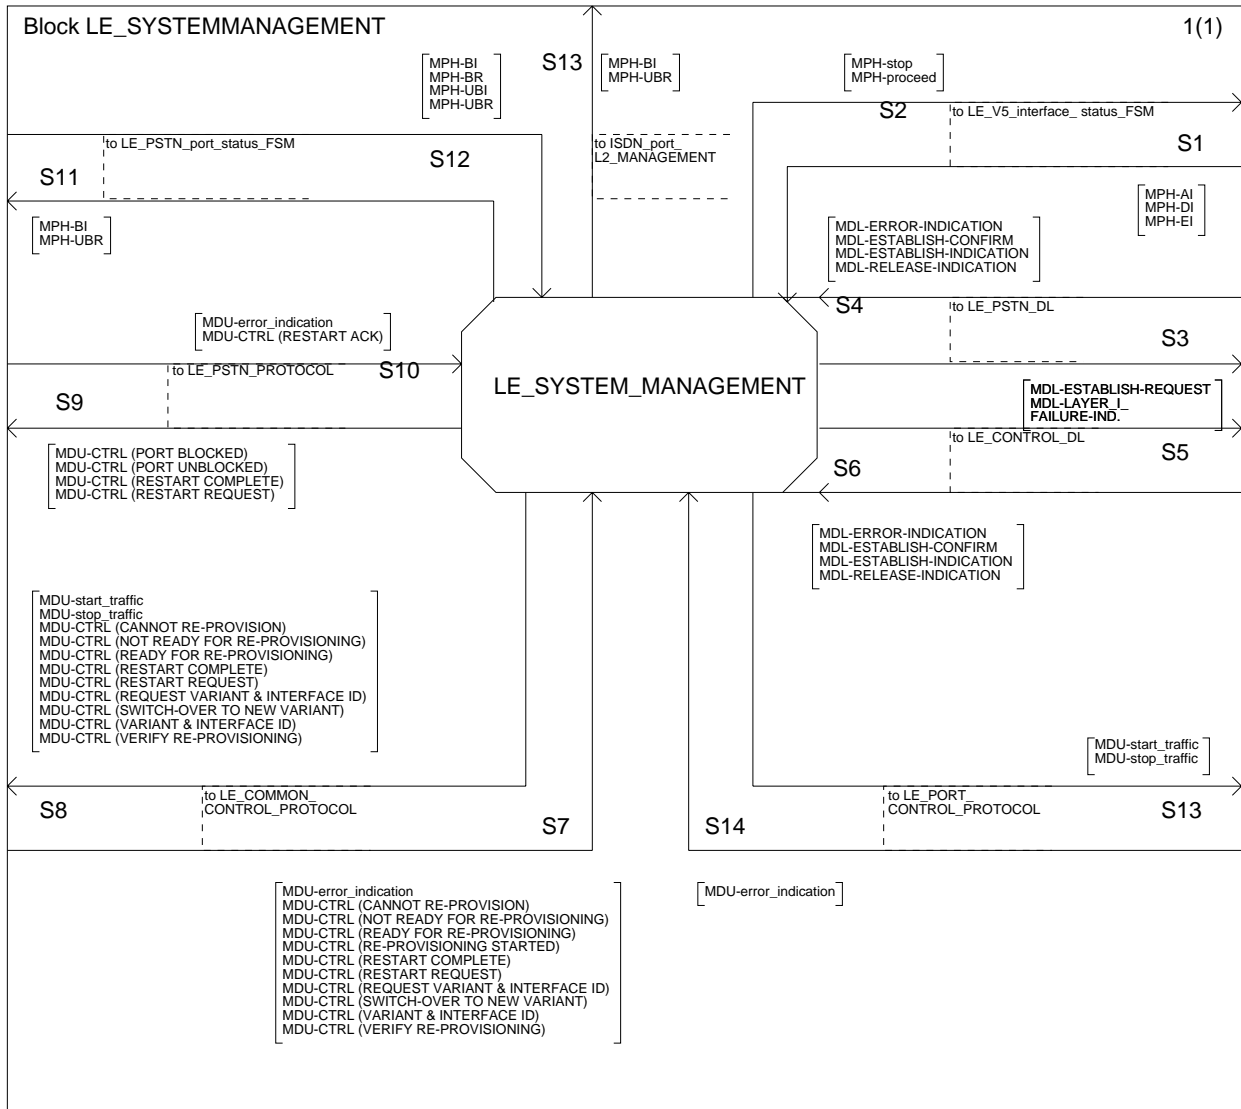 Block LE_SYSTEMMANAGEMENT
1(1)
MPH-BI
MPH-BR
MPH-UBI
MPH-UBR
S13
MPH-BI
MPH-UBR
MPH-stop
MPH-proceed
S2
to LE_V5_interface_ status_FSM
S1
to LE_PSTN_port_status_FSM
S12
to ISDN_port_
L2_MANAGEMENT
S11
MPH-BI
MPH-UBR
MPH-AI
MPH-DI
MPH-EI
MDL-ERROR-INDICATION
MDL-ESTABLISH-CONFIRM
MDL-ESTABLISH-INDICATION
MDL-RELEASE-INDICATION
S4
to LE_PSTN_DL
S3
MDU-error_indication
MDU-CTRL (RESTART ACK)
to LE_PSTN_PROTOCOL
S10
LE_SYSTEM_MANAGEMENT
S9
MDL-ESTABLISH-REQUEST
MDL-LAYER_I_
FAILURE-IND.
to LE_CONTROL_DL
S5
S6
MDU-CTRL (PORT BLOCKED)
MDU-CTRL (PORT UNBLOCKED)
MDU-CTRL (RESTART COMPLETE)
MDU-CTRL (RESTART REQUEST)
MDL-ERROR-INDICATION
MDL-ESTABLISH-CONFIRM
MDL-ESTABLISH-INDICATION
MDL-RELEASE-INDICATION
MDU-start_traffic
MDU-stop_traffic
MDU-CTRL (CANNOT RE-PROVISION)
MDU-CTRL (NOT READY FOR RE-PROVISIONING)
MDU-CTRL (READY FOR RE-PROVISIONING)
MDU-CTRL (RESTART COMPLETE)
MDU-CTRL (RESTART REQUEST)
MDU-CTRL (REQUEST VARIANT & INTERFACE ID)
MDU-CTRL (SWITCH-OVER TO NEW VARIANT)
MDU-CTRL (VARIANT & INTERFACE ID)
MDU-CTRL (VERIFY RE-PROVISIONING)
MDU-start_traffic
MDU-stop_traffic
S8
to LE_COMMON_
CONTROL_PROTOCOL
S7
S14
to LE_PORT_
CONTROL_PROTOCOL
S13
MDU-error_indication
MDU-CTRL (CANNOT RE-PROVISION)
MDU-CTRL (NOT READY FOR RE-PROVISIONING)
MDU-CTRL (READY FOR RE-PROVISIONING)
MDU-CTRL (RE-PROVISIONING STARTED)
MDU-CTRL (RESTART COMPLETE)
MDU-CTRL (RESTART REQUEST)
MDU-CTRL (REQUEST VARIANT & INTERFACE ID)
MDU-CTRL (SWITCH-OVER TO NEW VARIANT)
MDU-CTRL (VARIANT & INTERFACE ID)
MDU-CTRL (VERIFY RE-PROVISIONING)
MDU-error_indication